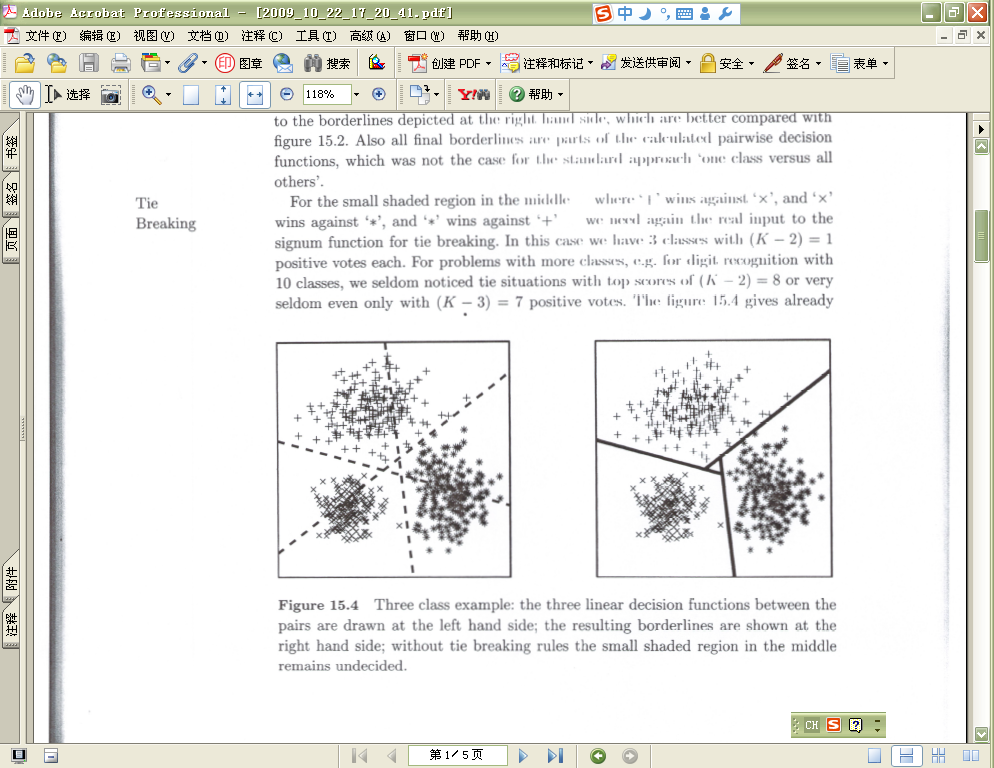 Adobe Acrobat Professional - [2009_10_22_17_20_41.pdf]
中
文件(F) 编辑(E) 视图(V) 文档(D) 注释(C) 工具(T) 高级(A) 窗口(W) 帮助(H)
图章 搜索 创建 PDF 注释和标记 发送供审阅 安全 签名 表单
选择 118% Y! 帮助
书签
签名
页面
附件
注释
to the borderlines depicted at the right hand side, which are better compared with
figure 15.2. Also all final borderlines are parts of the calculated pairwise decision
functions, which was not the case for the standard approach ‘one class versus all
others’.
Tie
Breaking
For the small shaded region in the middle where ‘+’ wins against ‘×’, and ‘×’
wins against ‘*’, and ‘*’ wins against ‘+’ we need again the real input to the
signum function for tie breaking. In this case we have 3 classes with (K − 2) = 1
positive votes each. For problems with more classes, e.g. for digit recognition with
10 classes, we seldom noticed tie situations with top scores of (K − 2) = 8 or very
seldom even only with (K − 3) = 7 positive votes. The figure 15.4 gives already
Figure 15.4 Three class example: the three linear decision functions between the
pairs are drawn at the left hand side; the resulting borderlines are shown at the
right hand side; without tie breaking rules the small shaded region in the middle
remains undecided.
CH S ?
第 1/5 页